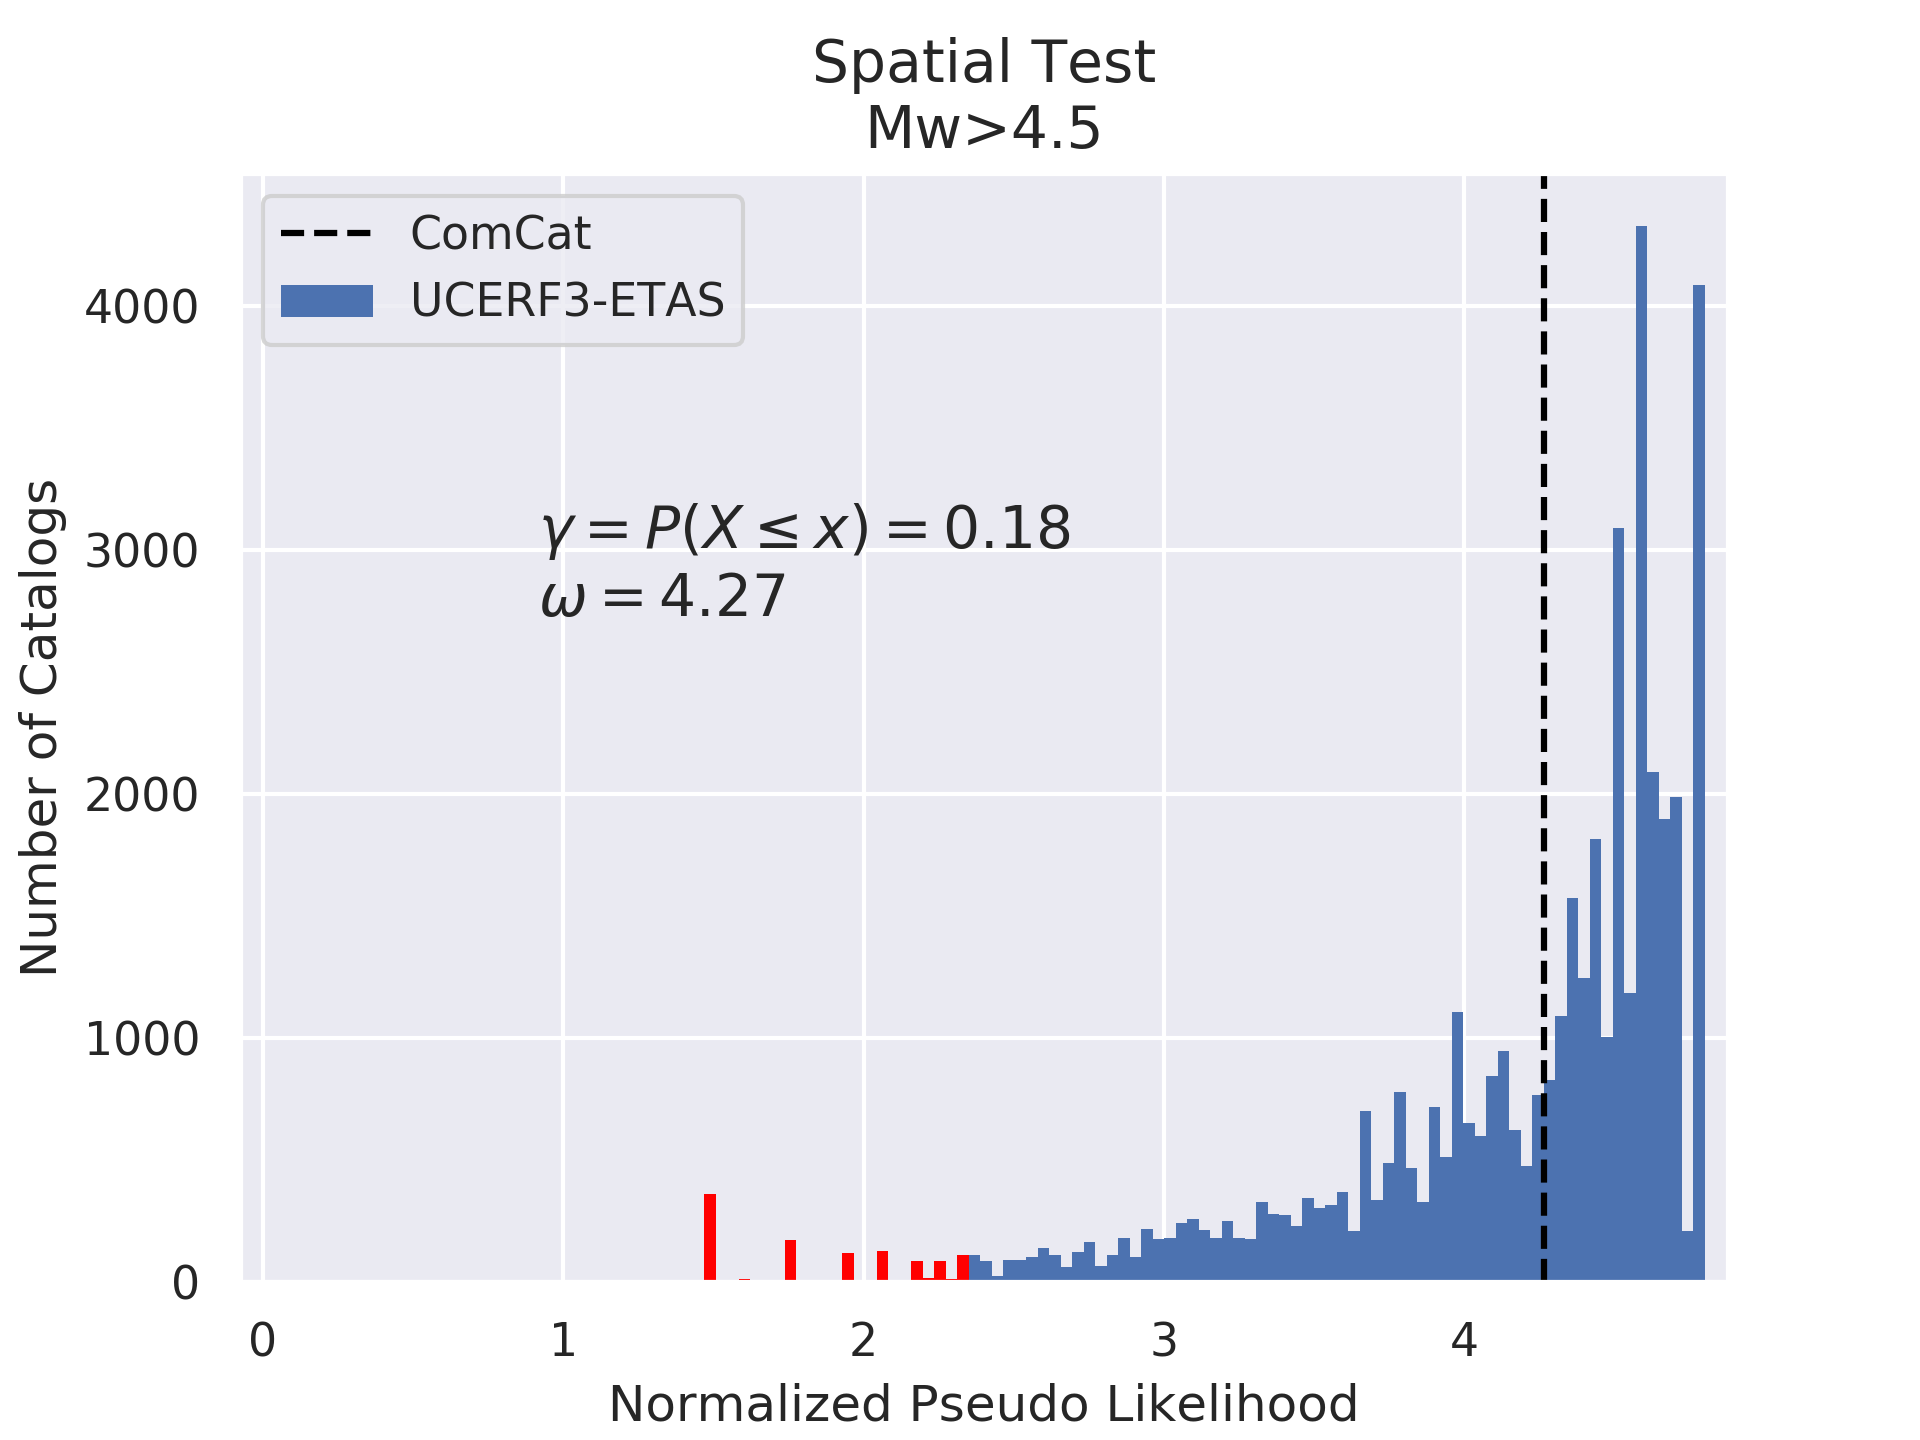 Spatial Test
Mw>4.5
ComCat
UCERF3-ETAS
γ = P(X ≤ x) = 0.18
ω = 4.27
Number of Catalogs
4000
3000
2000
1000
0
0 1 2 3 4
Normalized Pseudo Likelihood